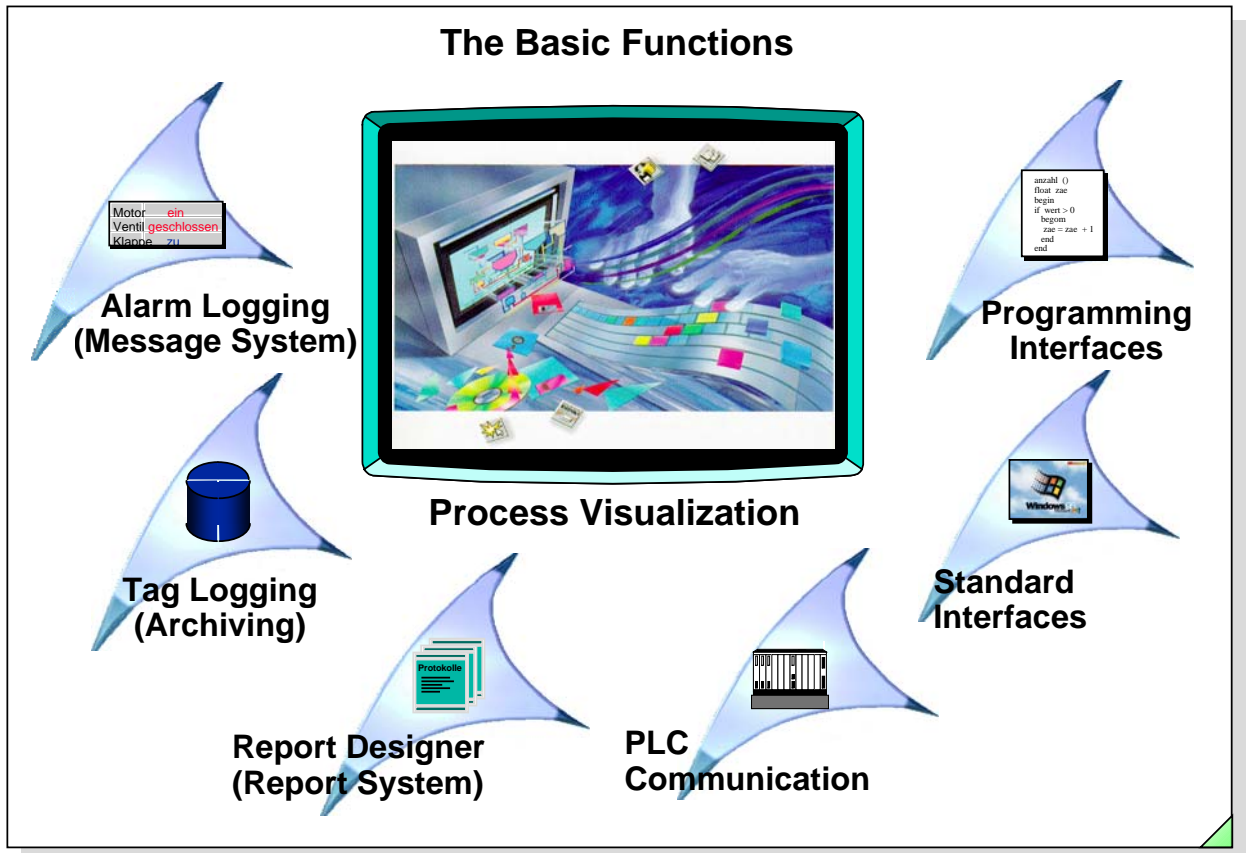 The Basic Functions
Motor ein
Ventil geschlossen
Klappe zu
Alarm Logging
(Message System)
anzahl ()
float zae
begin
if wert > 0
begom
zae = zae + 1
end
end
Programming
Interfaces
Process Visualization
Tag Logging
(Archiving)
Windows
Standard
Interfaces
Protokolle
Report Designer
(Report System)
PLC
Communication